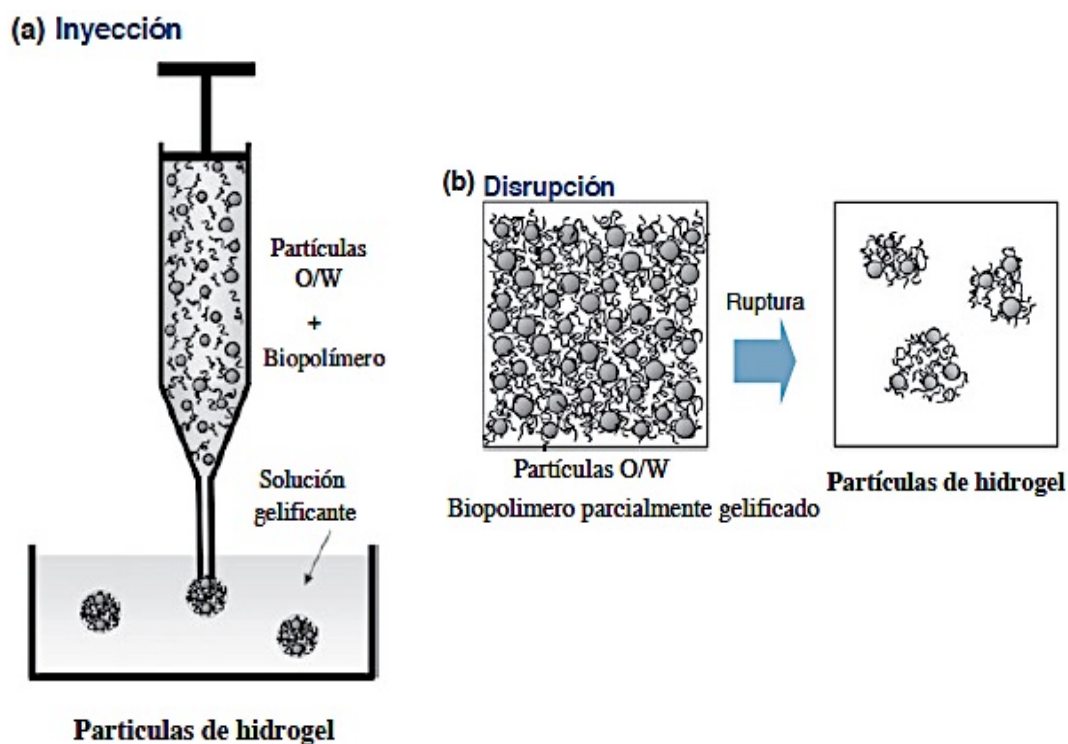 (a) Inyección
Partículas
O/W
+
Biopolímero
Solución
gelificante
Particulas de hidrogel
(b) Disrupción
Ruptura
Partículas O/W
Biopolimero parcialmente gelificado
Partículas de hidrogel